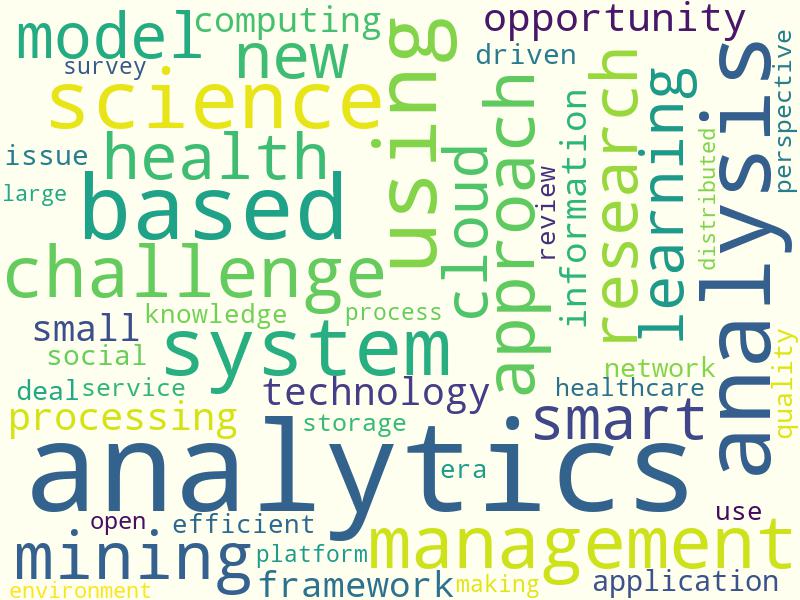 model
computing
opportunity
survey
new
using
driven
science
analysis
perspective
issue
health
cloud
approach
review
information
research
learning
distributed
large
based
challenge
small
knowledge
process
social
system
network
quality
deal
service
technology
healthcare
processing
storage
smart
analytics
era
open
efficient
use
mining
platform
management
environment
framework
making
application